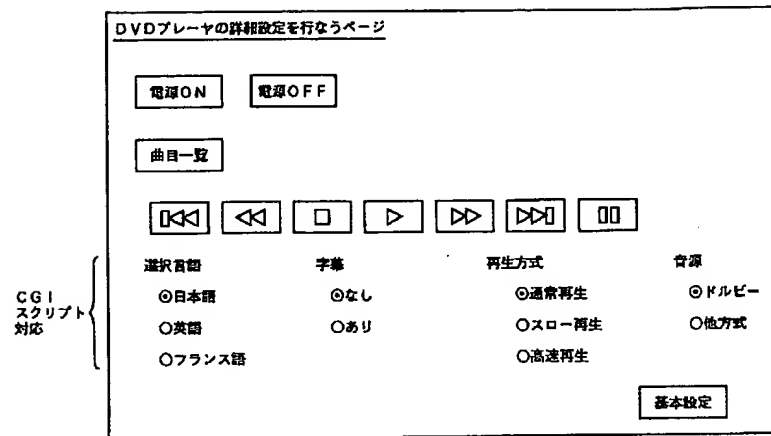 DVDプレーヤの詳細設定を行なうページ
電源ON 電源OFF
曲目一覧
選択言語 字幕 再生方式 音源
◎日本語 ◎なし ◎通常再生 ◎ドルビー
○英語 ○あり ○スロー再生 ○他方式
○フランス語 ○高速再生
CGI
スクリプト
対応
基本設定